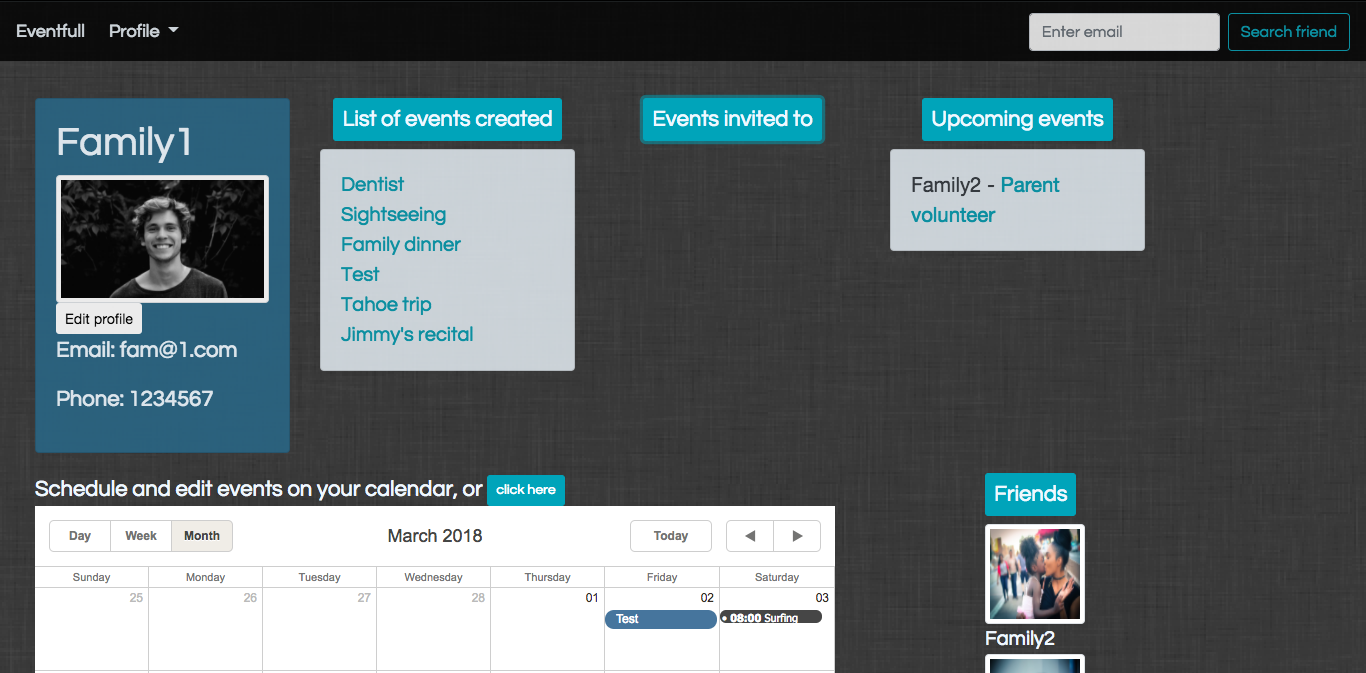 Eventfull Profile Enter email Search friend
Family1
Edit profile
Email: fam@1.com
Phone: 1234567
List of events created
Dentist
Sightseeing
Family dinner
Test
Tahoe trip
Jimmy's recital
Events invited to
Upcoming events
Family2 - Parent
volunteer
Schedule and edit events on your calendar, or click here
Day Week Month March 2018 Today
Sunday Monday Tuesday Wednesday Thursday Friday Saturday
25 26 27 28 01 02 03
Test 08:00 Surfing
Friends
Family2